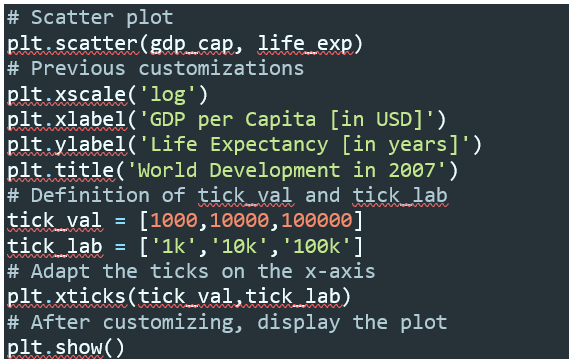 # Scatter plot
plt.scatter(gdp_cap, life_exp)
# Previous customizations
plt.xscale('log')
plt.xlabel('GDP per Capita [in USD]')
plt.ylabel('Life Expectancy [in years]')
plt.title('World Development in 2007')
# Definition of tick_val and tick_lab
tick_val = [1000,10000,100000]
tick_lab = ['1k','10k','100k']
# Adapt the ticks on the x-axis
plt.xticks(tick_val,tick_lab)
# After customizing, display the plot
plt.show()